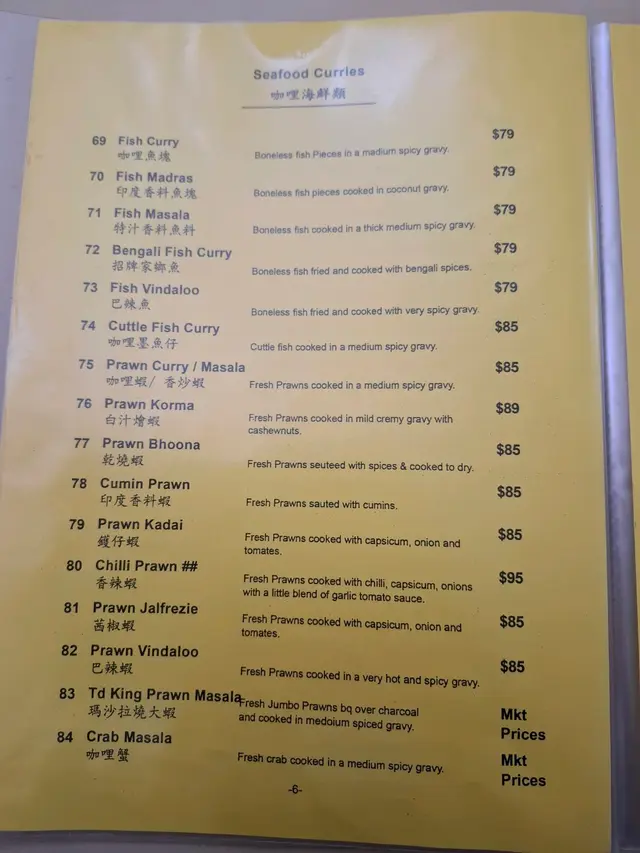 Seafood Curries
咖哩海鮮類
69 Fish Curry $79
咖哩魚塊 Boneless fish Pieces in a madium spicy gravy.
70 Fish Madras $79
印度香料魚塊 Boneless fish pieces cooked in coconut gravy.
71 Fish Masala $79
特汁香料魚料 Boneless fish cooked in a thick medium spicy gravy.
72 Bengali Fish Curry $79
招牌家鄉魚 Boneless fish fried and cooked with bengali spices.
73 Fish Vindaloo $79
巴辣魚 Boneless fish fried and cooked with very spicy gravy.
74 Cuttle Fish Curry $85
咖哩墨魚仔 Cuttle fish cooked in a medium spicy gravy.
75 Prawn Curry / Masala $85
咖哩蝦/ 香炒蝦 Fresh Prawns cooked in a medium spicy gravy.
76 Prawn Korma $89
白汁燴蝦 Fresh Prawns cooked in mild cremy gravy with
cashewnuts.
77 Prawn Bhoona $85
乾燒蝦 Fresh Prawns seuteed with spices & cooked to dry.
78 Cumin Prawn $85
印度香料蝦 Fresh Prawns sauted with cumins.
79 Prawn Kadai $85
鑊仔蝦 Fresh Prawns cooked with capsicum, onion and
tomates.
80 Chilli Prawn ## $95
香辣蝦 Fresh Prawns cooked with chilli, capsicum, onions
with a little blend of garlic tomato sauce.
81 Prawn Jalfrezie $85
茜椒蝦 Fresh Prawns cooked with capsicum, onion and
tomates.
82 Prawn Vindaloo $85
巴辣蝦 Fresh Prawns cooked in a very hot and spicy gravy.
83 Td King Prawn Masala Fresh Jumbo Prawns bq over charcoal Mkt
瑪沙拉燒大蝦 and cooked in medoium spiced gravy. Prices
84 Crab Masala Mkt
咖哩蟹 Fresh crab cooked in a medium spicy gravy. Prices
-6-